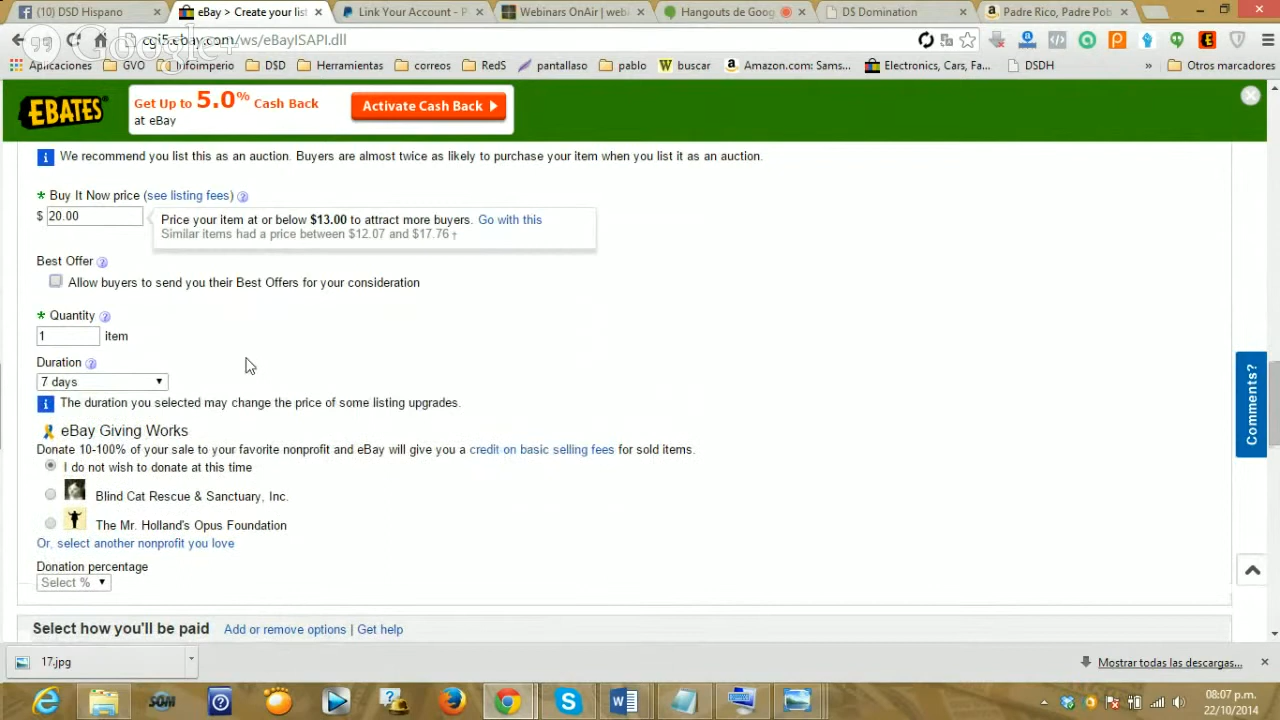 DSD Hispano
eBay > Create your list
Link Your Account - P
Webinars OnAir | webi
Hangouts de Goog
DS Domination
Padre Rico, Padre Pob
Google+
cgi5.ebay.com/ws/eBayISAPI.dll
Aplicaciones
GVO
Infoimperio
DSD
Herramientas
correos
RedS
pantallaso
pablo
buscar
Amazon.com: Sams...
Electronics, Cars, Fa...
DSDH
»
Otros marcadores
EBATES
Get Up to 5.0% Cash Back
at eBay
Activate Cash Back
We recommend you list this as an auction. Buyers are almost twice as likely to purchase your item when you list it as an auction.
* Buy It Now price (see listing fees)
$ 20.00
Price your item at or below $13.00 to attract more buyers. Go with this
Similar items had a price between $12.07 and $17.76 †
Best Offer
Allow buyers to send you their Best Offers for your consideration
* Quantity
1 item
Duration
7 days
The duration you selected may change the price of some listing upgrades.
eBay Giving Works
Donate 10-100% of your sale to your favorite nonprofit and eBay will give you a credit on basic selling fees for sold items.
I do not wish to donate at this time
Blind Cat Rescue & Sanctuary, Inc.
The Mr. Holland's Opus Foundation
Or, select another nonprofit you love
Donation percentage
Select %
Comments?
Select how you'll be paid Add or remove options | Get help
17.jpg
Mostrar todas las descargas...
SOM
08:07 p.m.
22/10/2014